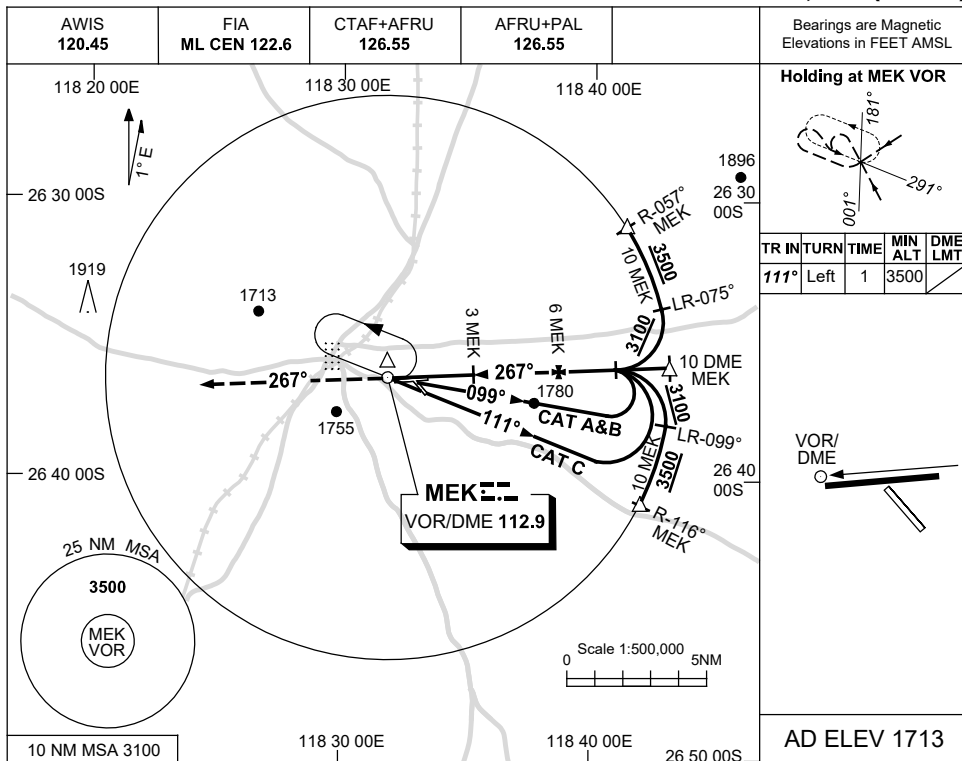 AWIS
120.45
FIA
ML CEN 122.6
CTAF+AFRU
126.55
AFRU+PAL
126.55
Bearings are Magnetic
Elevations in FEET AMSL
118 20 00E
118 30 00E
118 40 00E
1° E
26 30 00S
26 30
00S
1896
1919
1713
R-057°
MEK
10 MEK
3500
LR-075°
3100
3 MEK
6 MEK
10 DME
MEK
267°
267°
099°
1780
CAT A&B
111°
CAT C
3100
LR-099°
10 MEK
3500
R-116°
MEK
1755
26 40 00S
26 40
00S
MEK
VOR/DME 112.9
25 NM MSA
3500
MEK
VOR
10 NM MSA 3100
Scale 1:500,000
0
5NM
118 30 00E
118 40 00E
26 50 00S
Holding at MEK VOR
181°
291°
001°
TR IN TURN TIME MIN ALT DME LMT
111° Left 1 3500
VOR/
DME
AD ELEV 1713